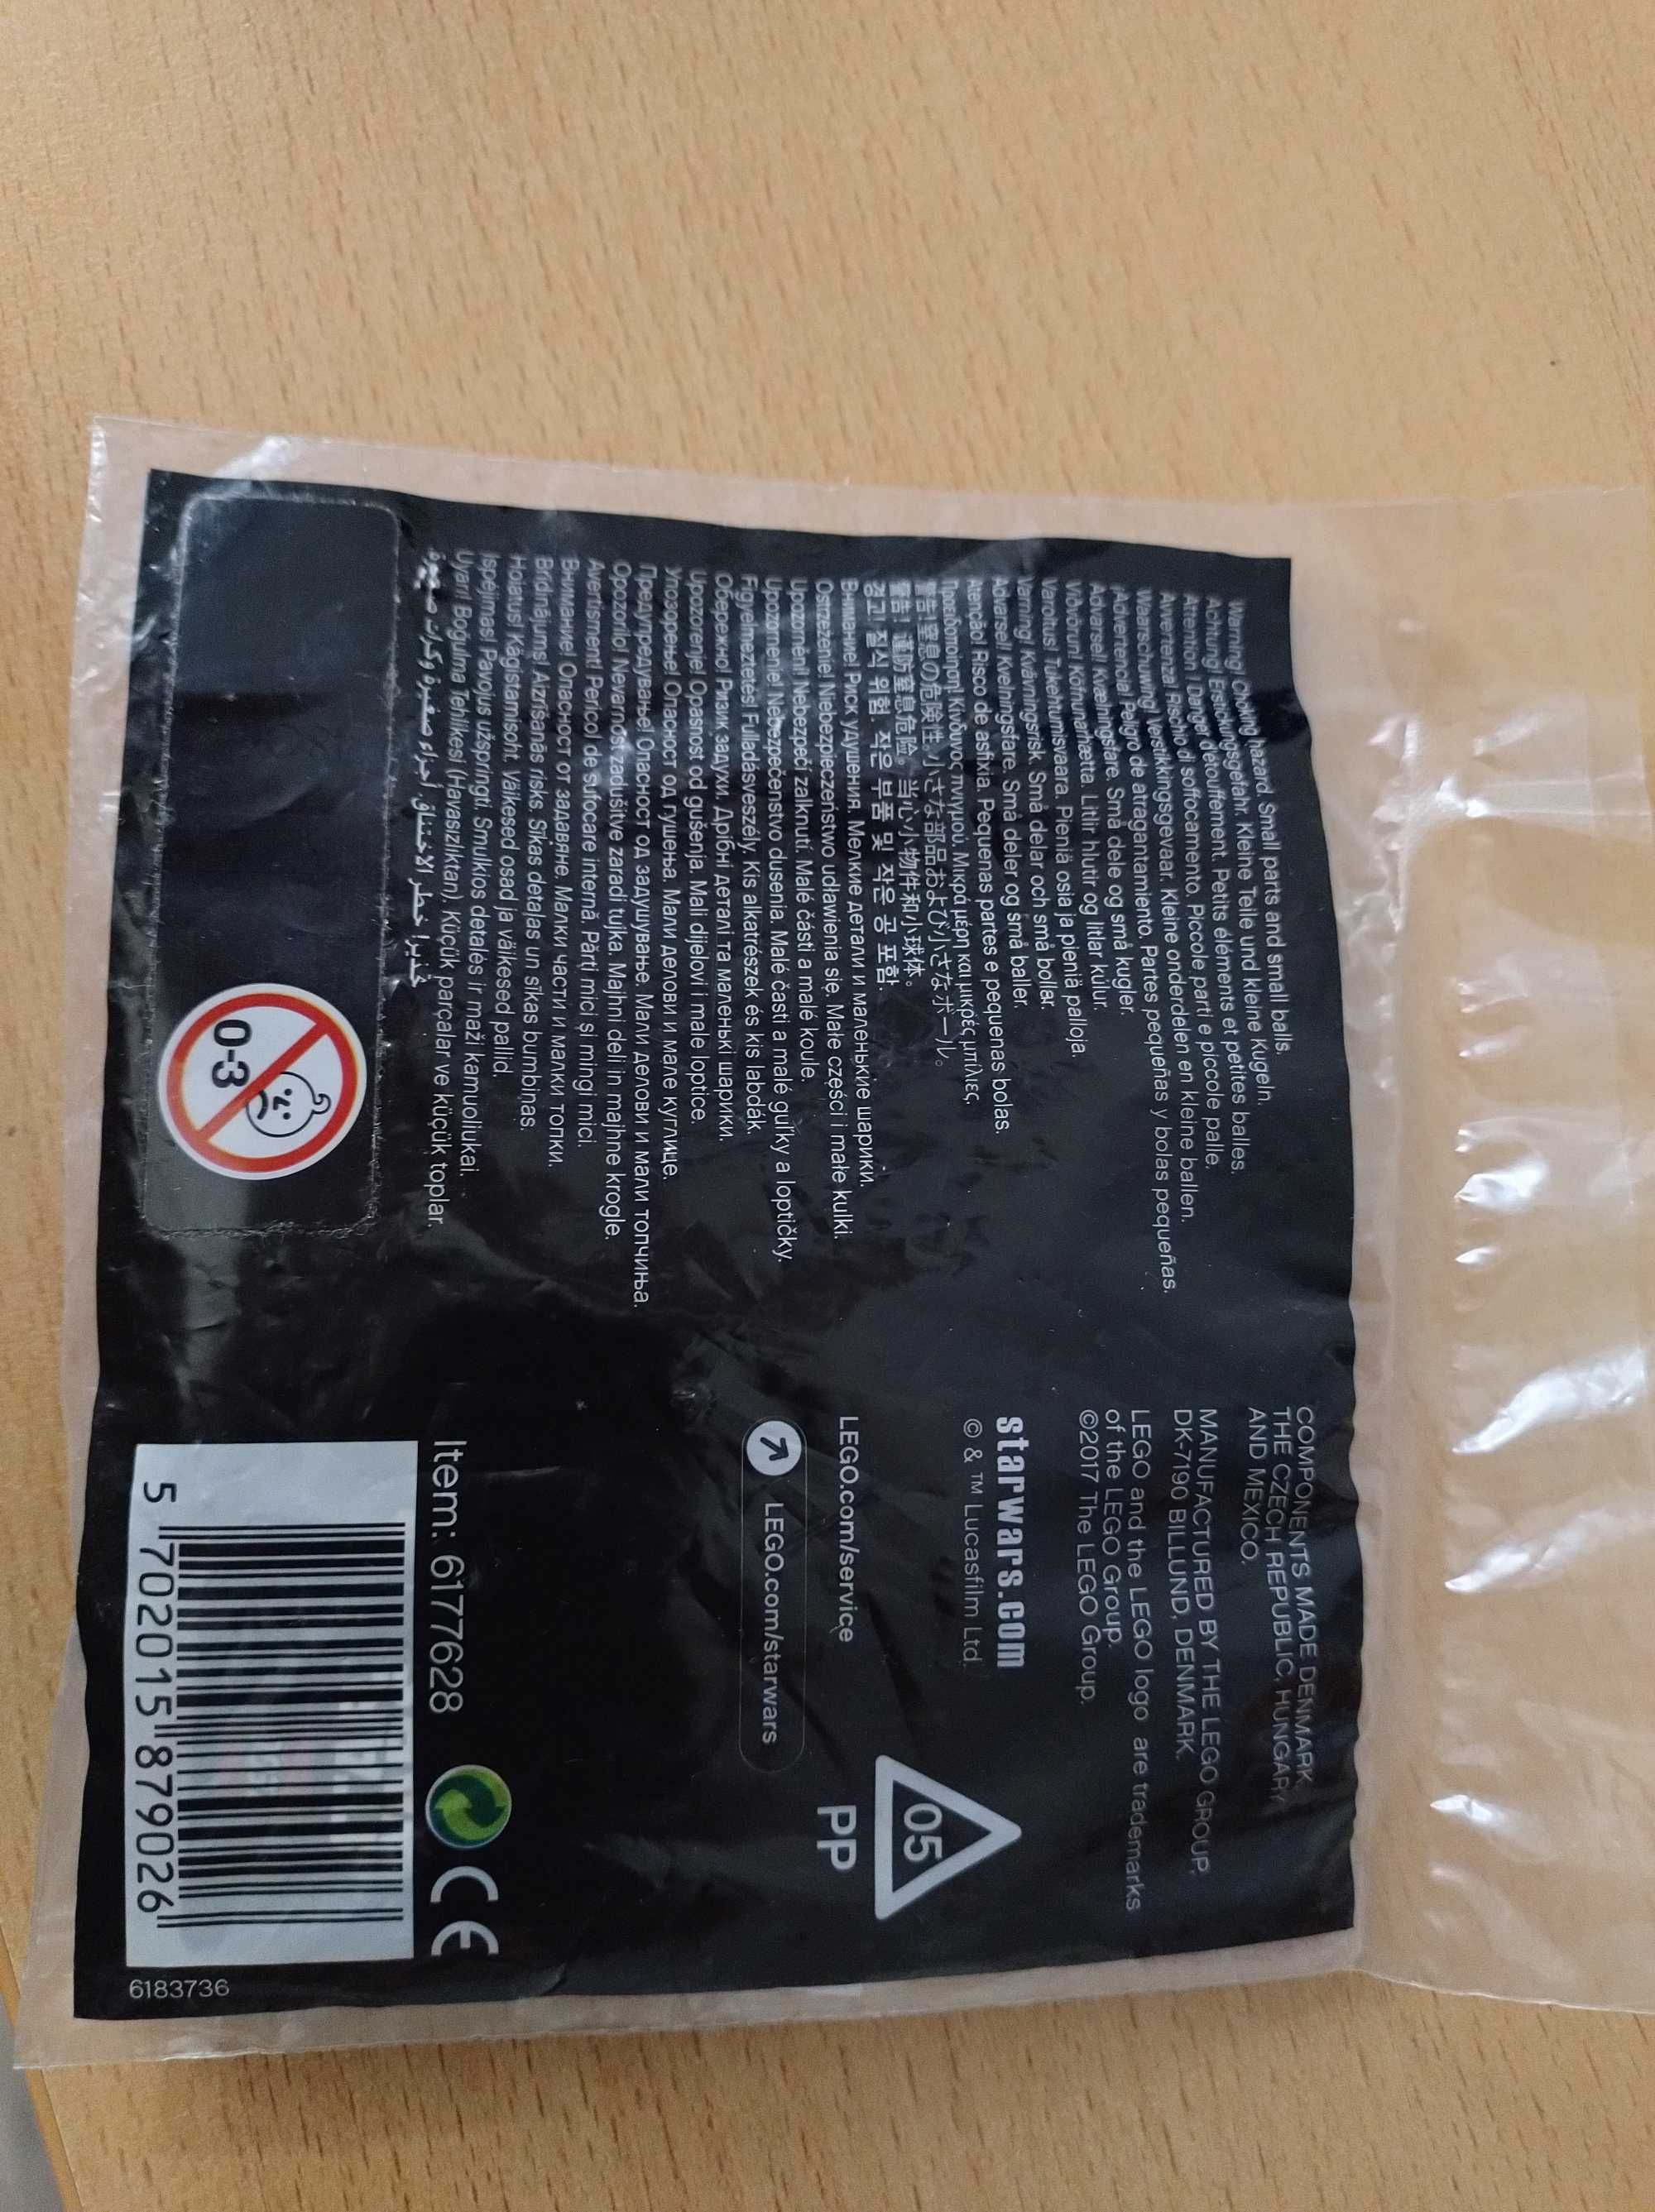 Warning! Choking hazard. Small parts and small balls.
Achtung! Erstickungsgefahr. Kleine Teile und kleine Kugeln.
Attention ! Danger d'étouffement. Petits éléments et petites balles.
Avvertenza! Rischio di soffocamento. Piccole parti e piccole palle.
Waarschuwing! Verstikkingsgevaar. Kleine onderdelen en kleine ballen.
¡Advertencia! Peligro de atragantamiento. Partes pequeñas y bolas pequeñas.
Advarsel! Kvælningsfare. Små dele og små kugler.
Viðvörun! Köfnunarhætta. Litlir hlutir og litlar kúlur.
Varoitus! Tukehtumisvaara. Pieniä osia ja pieniä palloja.
Varning! Kvävningsrisk. Små delar och små bollar.
Advarsel! Kvelningsfare. Små deler og små baller.
Atenção! Risco de asfixia. Pequenas partes e pequenas bolas.
Προειδοποίηση! Κίνδυνος πνιγμού. Μικρά μέρη και μικρές μπίλιες.
警告！窒息の危険性。小さな部品および小さなボール。
警告！谨防窒息危险。当心小物件和小球体。
경고! 질식 위험. 작은 부품 및 작은 공 포함.
Внимание! Риск удушения. Мелкие детали и маленькие шарики.
Ostrzeżenie! Niebezpieczeństwo udławienia się. Małe części i małe kulki.
Upozornění! Nebezpečí zalknutí. Malé části a malé koule.
Upozornenie! Nebezpečenstvo dusenia. Malé časti a malé guľky a loptičky.
Figyelmeztetés! Fulladásveszély. Kis alkatrészek és kis labdák.
Обережно! Ризик задухи. Дрібні деталі та маленькі шарики.
Upozorenje! Opasnost od gušenja. Mali dijelovi i male loptice.
Упозорење! Опасност од гушења. Мали делови и мале куглице.
Предупредување! Опасност од задушување. Мали делови и мали топчиња.
Opozorilo! Nevarnost zadušitve zaradi tujka. Majhni deli in majhne krogle.
Avertisment! Pericol de sufocare internă. Părți mici și mingi mici.
Внимание! Опасност от задавяне. Малки части и малки топки.
Brīdinājums! Aizrīšanās risks. Sīkas detaļas un sīkas bumbiņas.
Hoiatus! Kägistamisoht. Väikesed osad ja väikesed pallid.
Įspėjimas! Pavojus užspringti. Smulkios detalės ir maži kamuoliukai.
Uyarı! Boğulma Tehlikesi (Havasızlıktan). Küçük parçalar ve küçük toplar.
تحذير! خطر الاختناق. أجزاء صغيرة وكرات صغيرة
0-3
COMPONENTS MADE DENMARK,
THE CZECH REPUBLIC, HUNGARY
AND MEXICO.
MANUFACTURED BY THE LEGO GROUP,
DK-7190 BILLUND, DENMARK.
LEGO and the LEGO logo are trademarks
of the LEGO Group.
©2017 The LEGO Group.
starwars.com
© & ™ Lucasfilm Ltd.
05
PP
LEGO.com/service
LEGO.com/starwars
Item: 6177628
CE
5 702015 879026
6183736